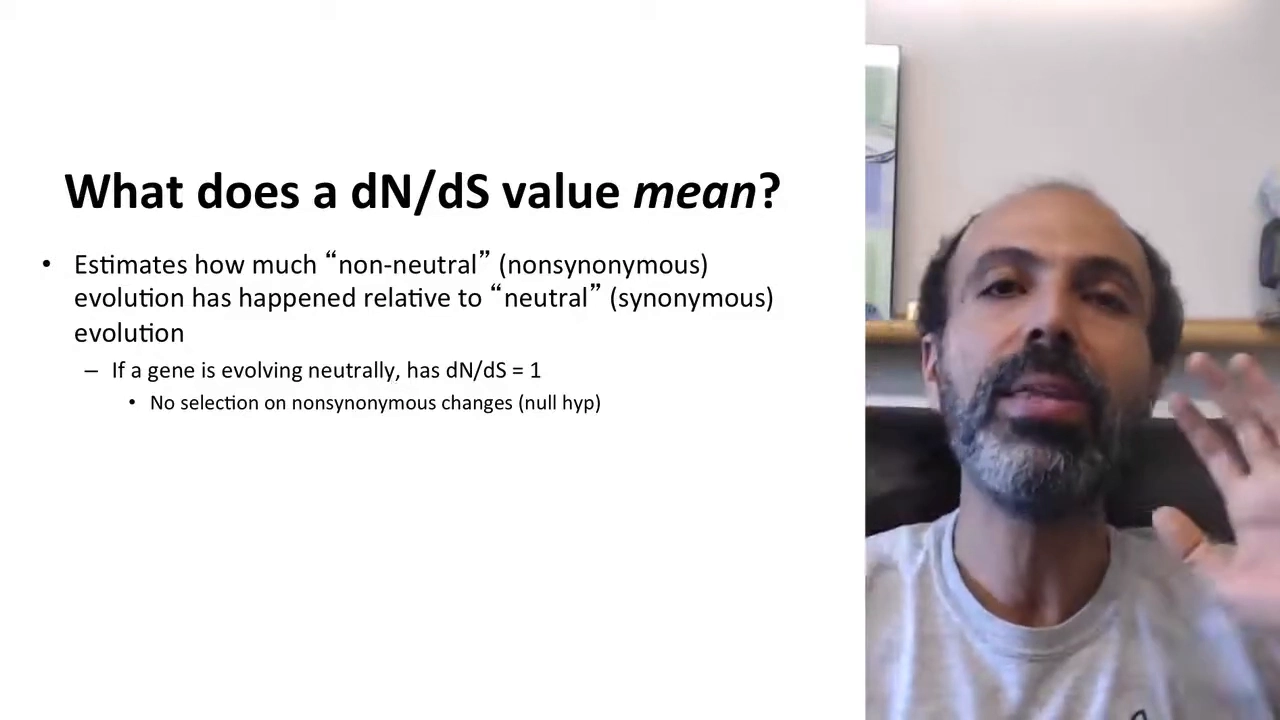 What does a dN/dS value mean?
• Estimates how much “non-neutral” (nonsynonymous)
evolution has happened relative to “neutral” (synonymous)
evolution
– If a gene is evolving neutrally, has dN/dS = 1
• No selection on nonsynonymous changes (null hyp)